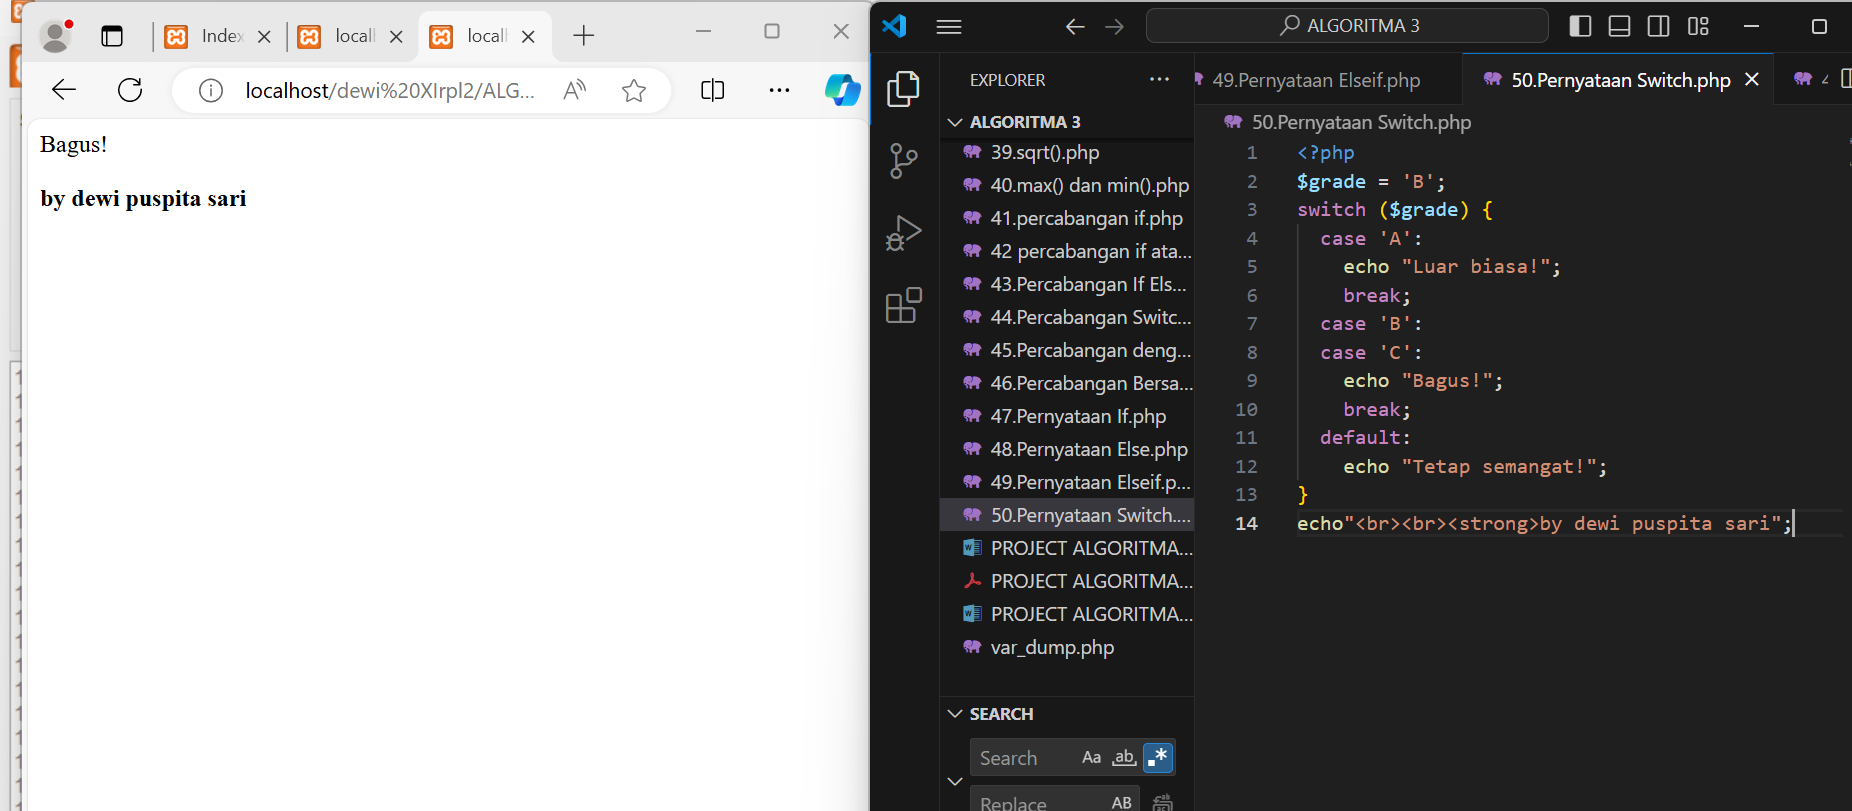 Index
locall
locall
localhost/dewi%20XIrpl2/ALG...
Bagus!
by dewi puspita sari
ALGORITMA 3
EXPLORER
ALGORITMA 3
39.sqrt().php
40.max() dan min().php
41.percabangan if.php
42 percabangan if ata...
43.Percabangan If Els...
44.Percabangan Switc...
45.Percabangan deng...
46.Percabangan Bersa...
47.Pernyataan If.php
48.Pernyataan Else.php
49.Pernyataan Elseif.p...
50.Pernyataan Switch....
PROJECT ALGORITMA...
PROJECT ALGORITMA...
PROJECT ALGORITMA...
var_dump.php
SEARCH
Search Aa ab
Replace AB
49.Pernyataan Elseif.php
50.Pernyataan Switch.php
50.Pernyataan Switch.php
1 <?php
2 $grade = 'B';
3 switch ($grade) {
4 case 'A':
5 echo "Luar biasa!";
6 break;
7 case 'B':
8 case 'C':
9 echo "Bagus!";
10 break;
11 default:
12 echo "Tetap semangat!";
13 }
14 echo"<br><br><strong>by dewi puspita sari";